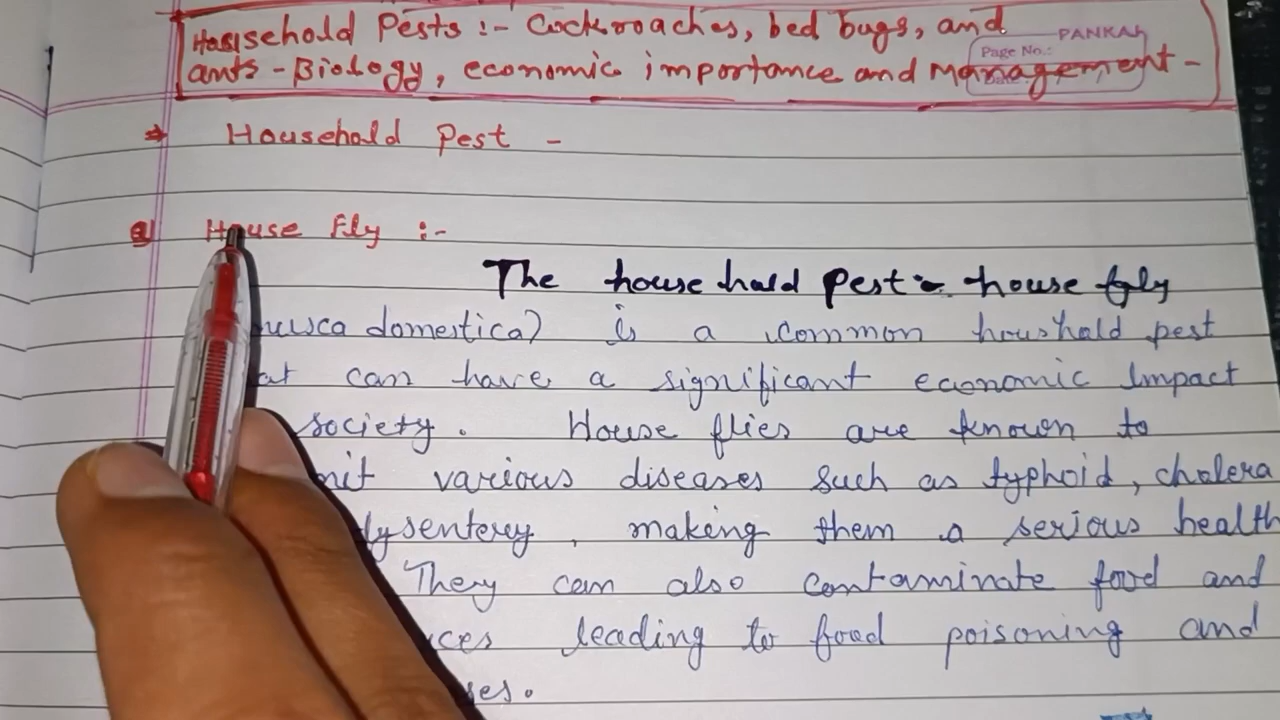 Household Pests :- Cockroaches, bed bugs, and
PANKAJ
Page No.:
ants - Biology, economic importance and Management -
→ Household Pest -
House fly :-
The househald Pest - house fly
domestica) is a common houshald pest
can have a significant economic Impact
society. House flies are known to
various diseases such as typhoid, cholera
dysentery, making them a serious health
They can also contaminate food and
leading to food poisoning and